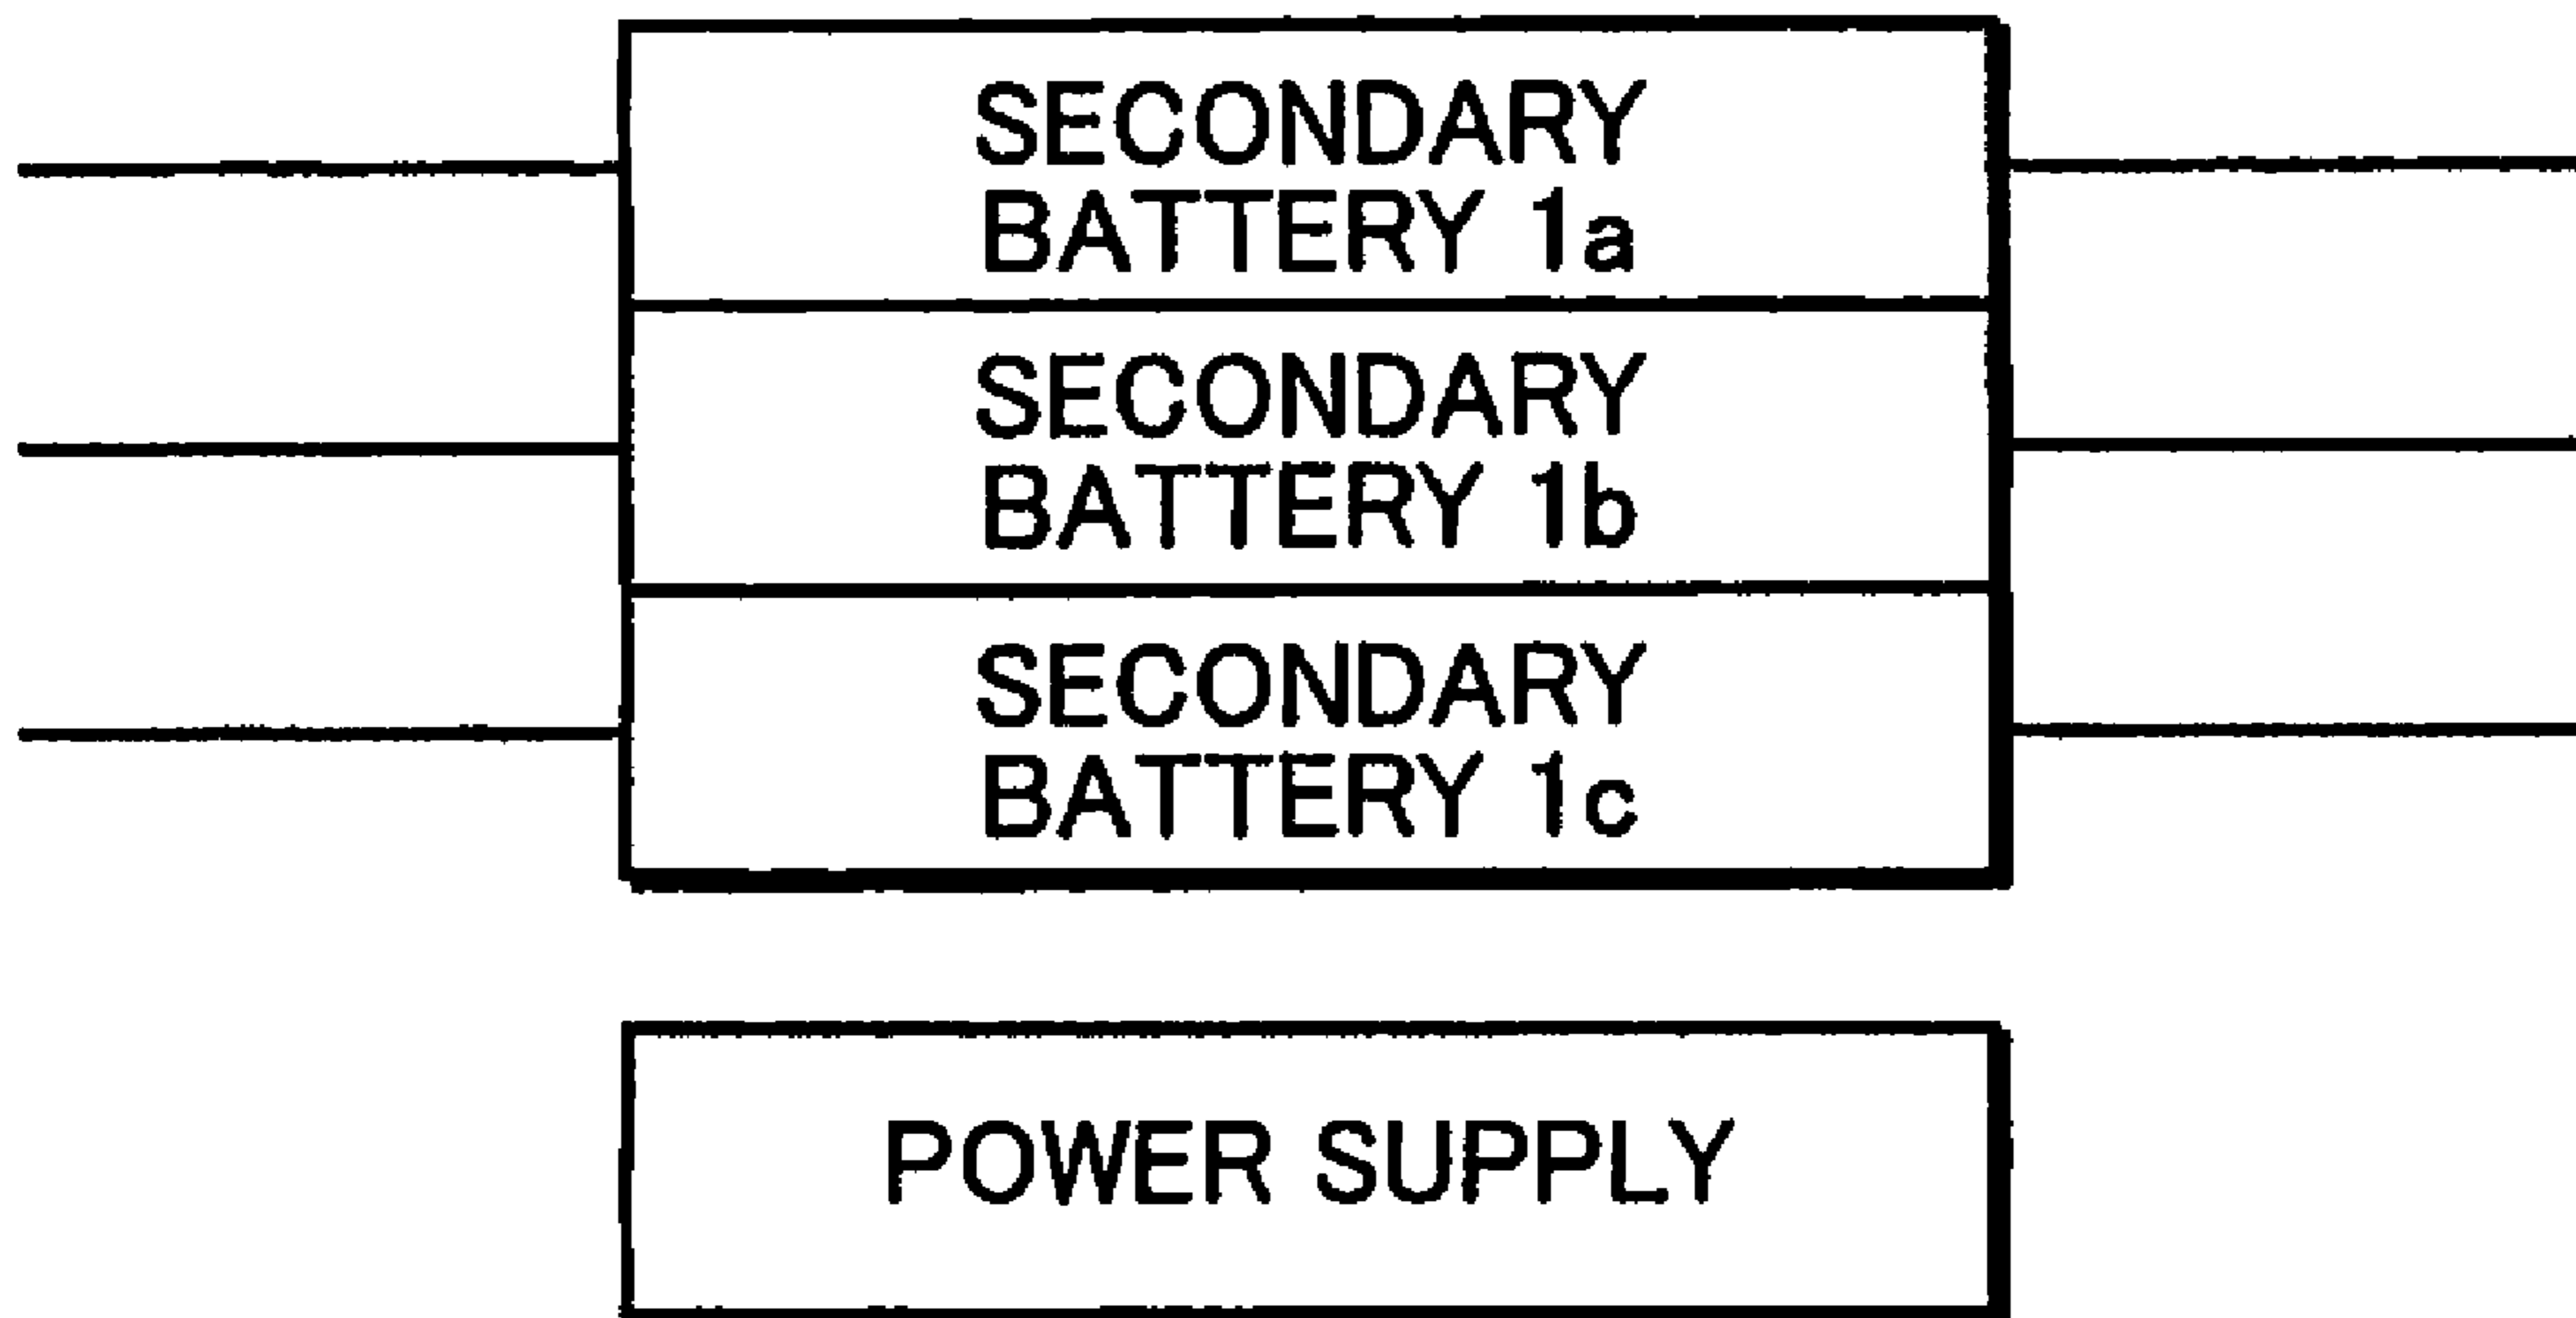 SECONDARY
BATTERY 1a
SECONDARY
BATTERY 1b
SECONDARY
BATTERY 1c
POWER SUPPLY